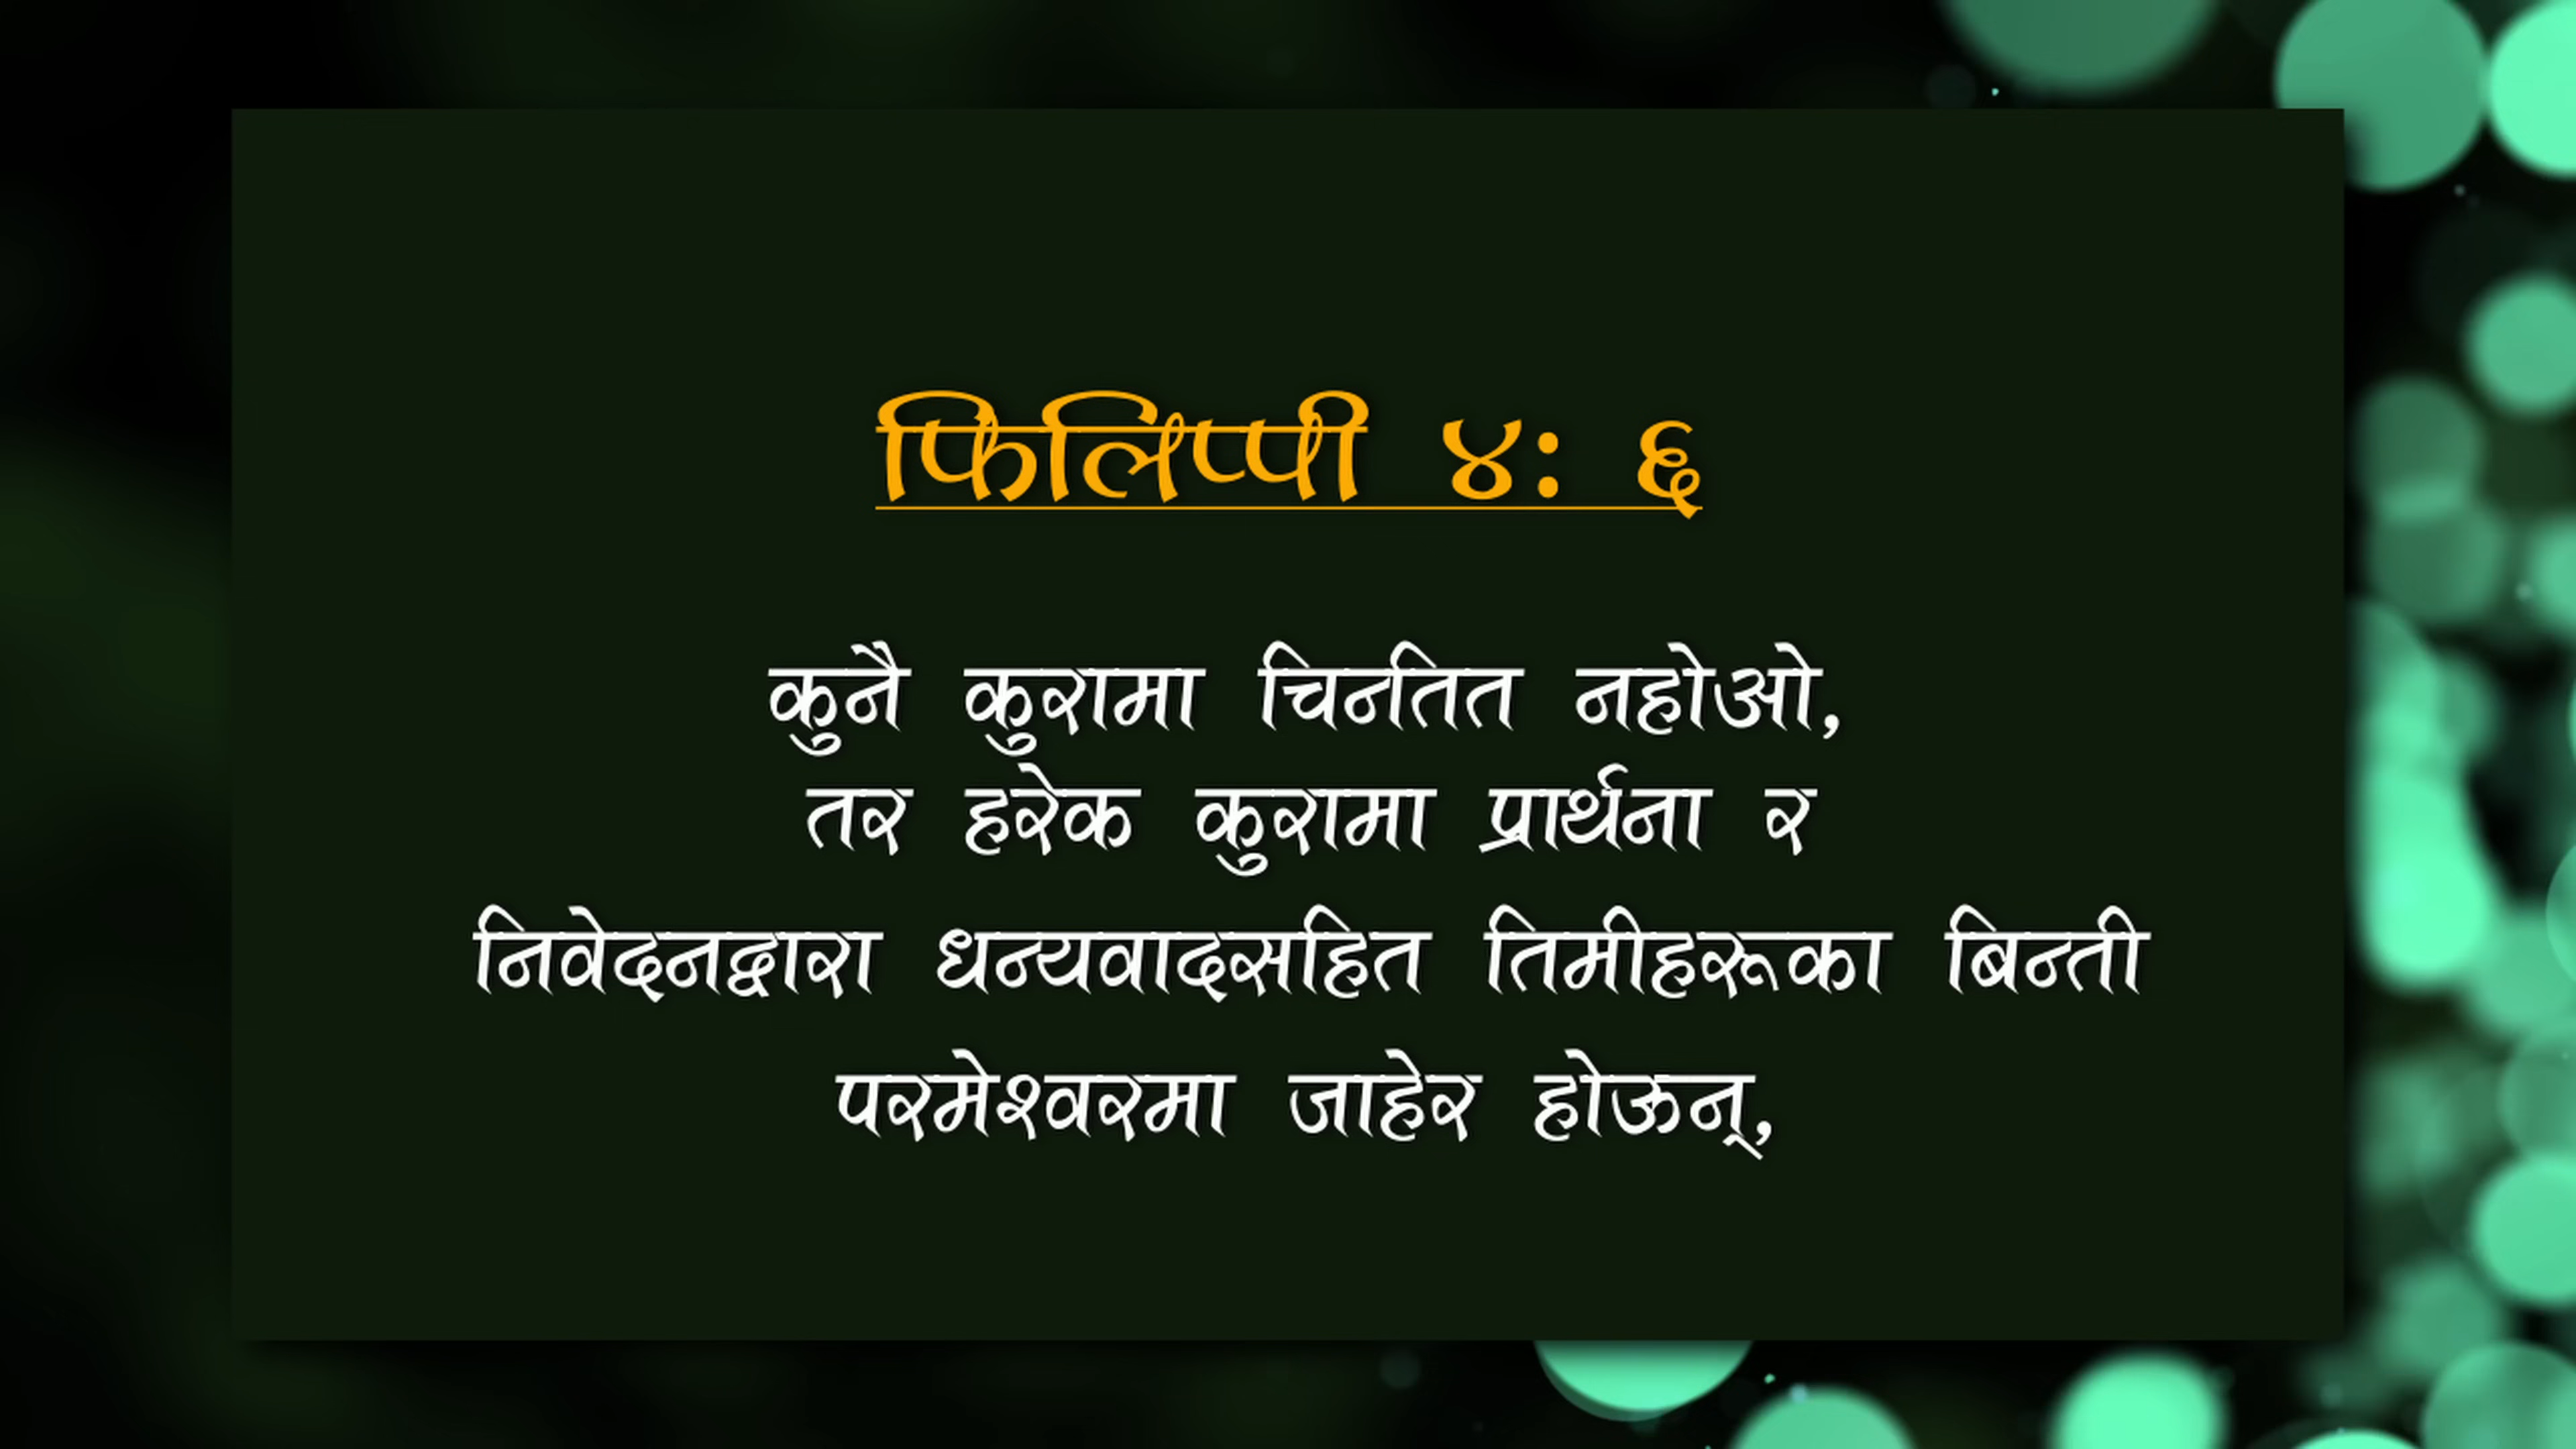 फिलिप्पी ४: ६
कुनै कुरामा चिन्तित नहोओ,
तर हरेक कुरामा प्रार्थना र
निवेदनद्वारा धन्यवादसहित तिमीहरूका बिन्ती
परमेश्वरमा जाहेर होऊन्,